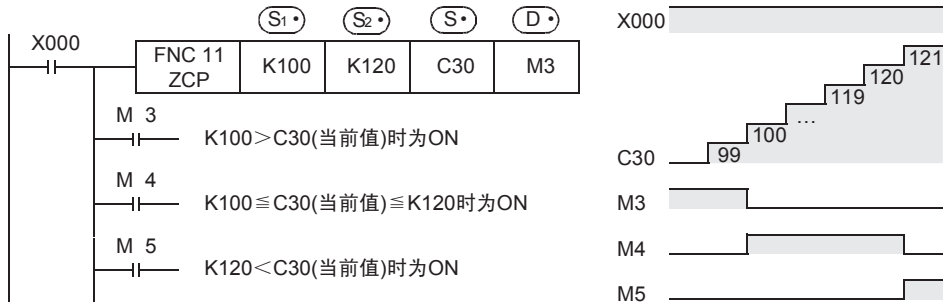 S1• S2• S• D•
X000
FNC 11
ZCP
K100 K120 C30 M3
M 3
K100＞C30(当前值)时为ON
M 4
K100≦C30(当前值)≦K120时为ON
M 5
K120＜C30(当前值)时为ON
X000
121
120
119
…
100
99
C30
M3
M4
M5